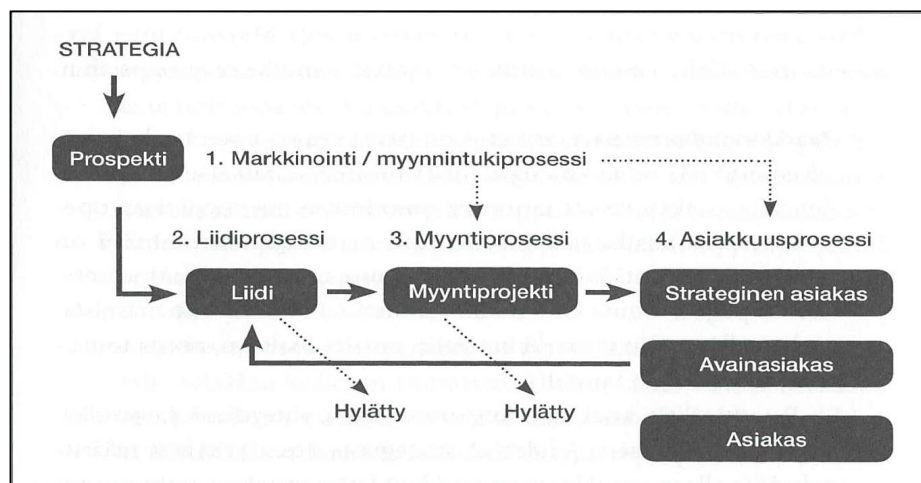 STRATEGIA
Prospekti
1. Markkinointi / myynnintukiprosessi
2. Liidiprosessi
3. Myyntiprosessi
4. Asiakkuusprosessi
Liidi
Myyntiprojekti
Strateginen asiakas
Avainasiakas
Hylätty
Hylätty
Asiakas